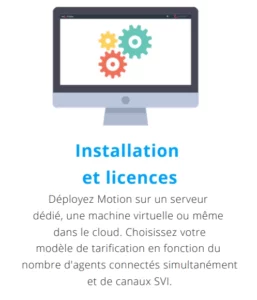 Installation
et licences
Déployez Motion sur un serveur
dédié, une machine virtuelle ou même
dans le cloud. Choisissez votre
modèle de tarification en fonction du
nombre d'agents connectés simultanément
et de canaux SVI.